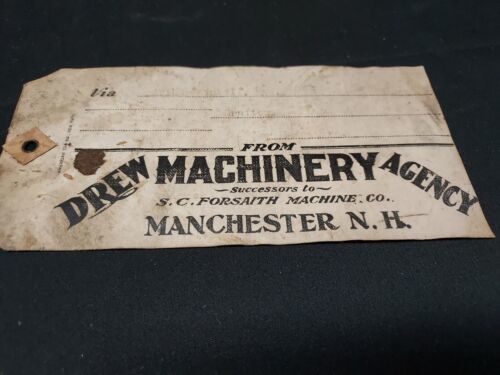 Via
FROM
DREW MACHINERY AGENCY
Successors to
S. C. FORSAITH MACHINE. CO.
MANCHESTER N. H.